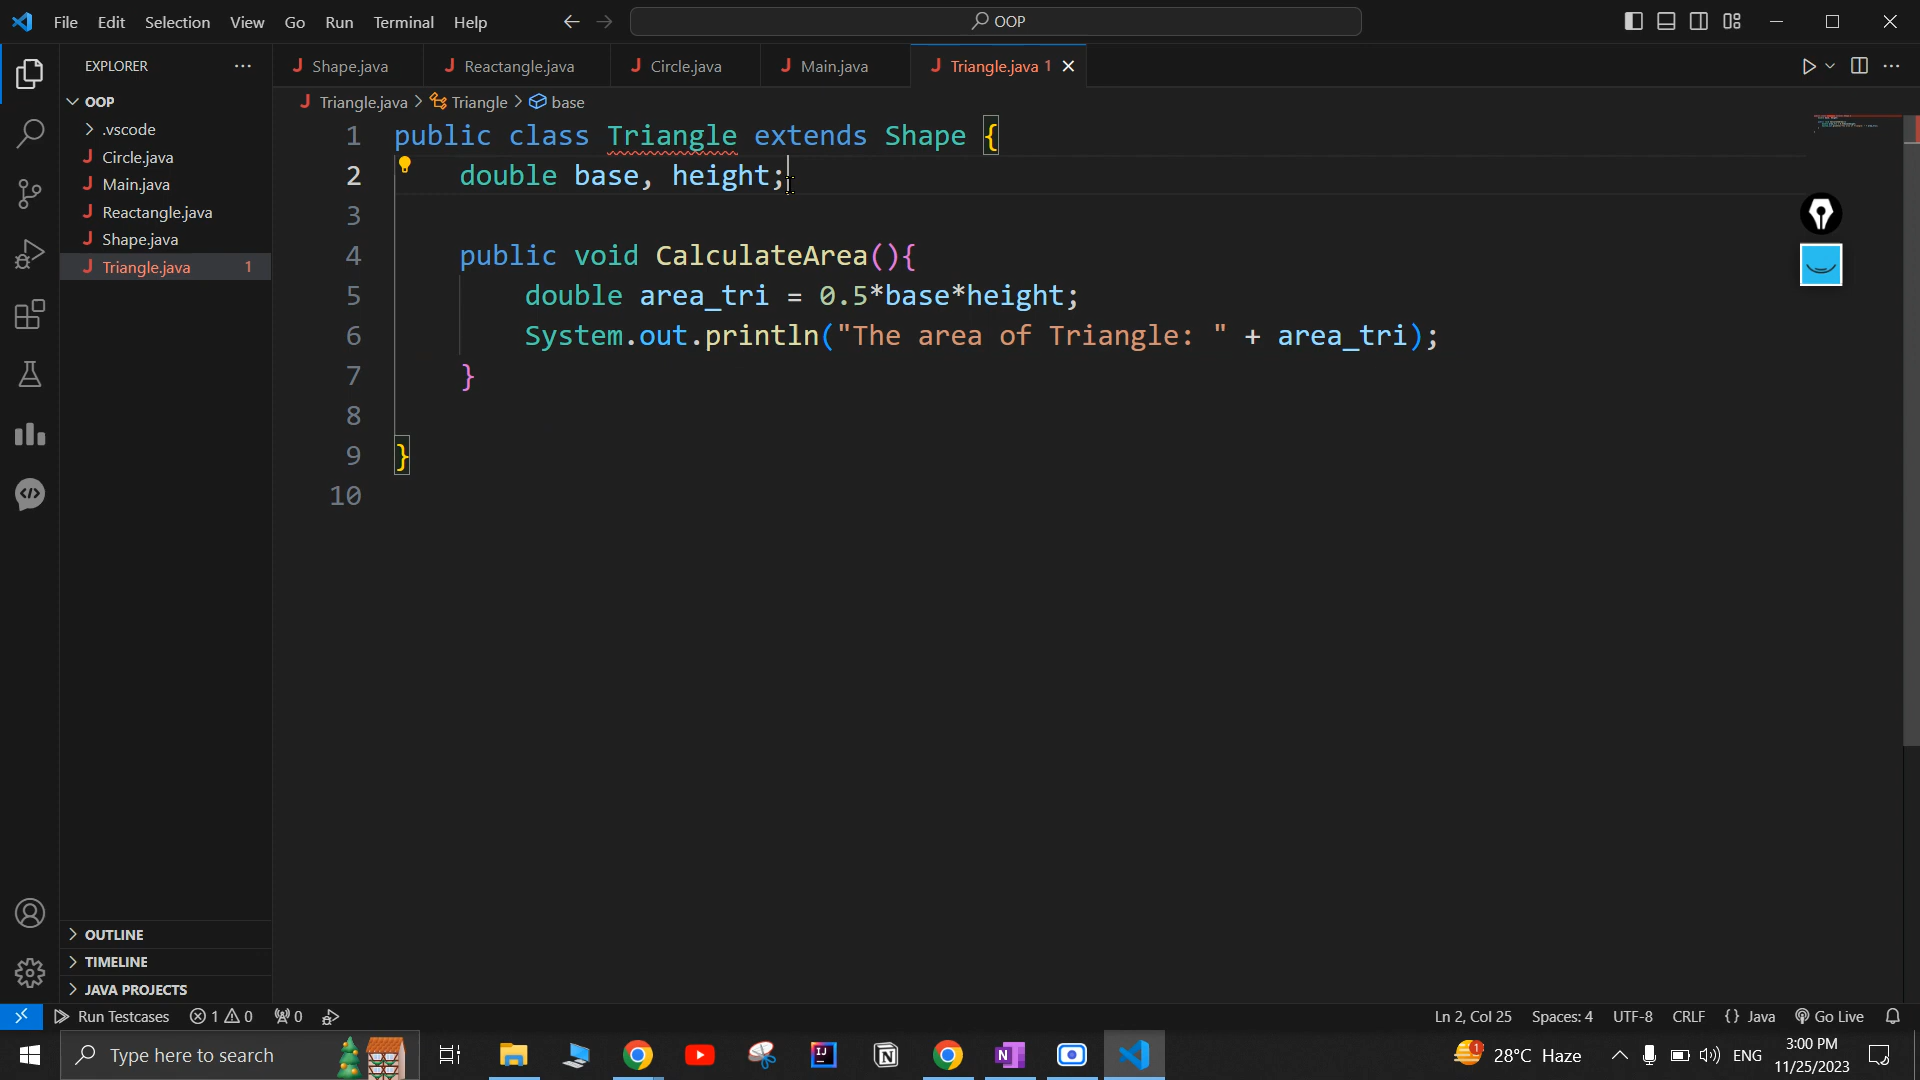 File Edit Selection View Go Run Terminal Help
OOP
EXPLORER
Shape.java
Reactangle.java
Circle.java
Main.java
Triangle.java 1
OOP
.vscode
Circle.java
Main.java
Reactangle.java
Shape.java
Triangle.java 1
Triangle.java > Triangle > base
1 public class Triangle extends Shape {
2 double base, height;
3
4 public void CalculateArea(){
5 double area_tri = 0.5*base*height;
6 System.out.println("The area of Triangle: " + area_tri);
7 }
8
9 }
10
OUTLINE
TIMELINE
JAVA PROJECTS
Run Testcases 1 0 0
Ln 2, Col 25 Spaces: 4 UTF-8 CRLF {} Java Go Live
Type here to search
28°C Haze
ENG
3:00 PM
11/25/2023